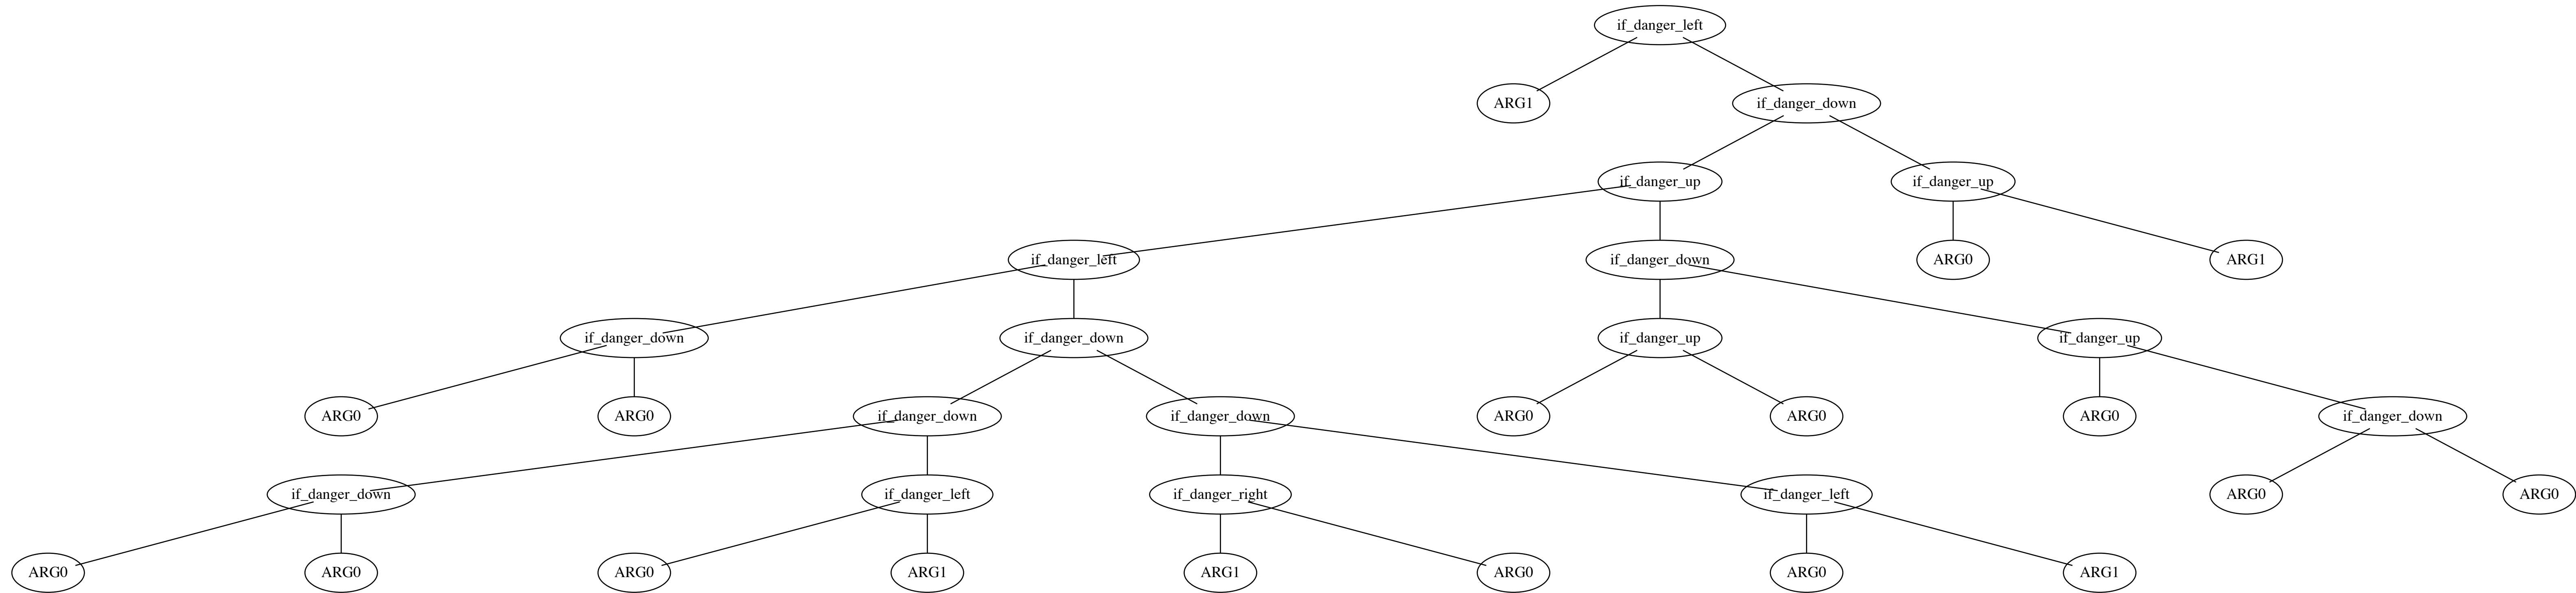 if_danger_left
ARG1 if_danger_down
if_danger_up if_danger_up
if_danger_left if_danger_down ARG0 ARG1
if_danger_down if_danger_down if_danger_up if_danger_up
ARG0 ARG0 if_danger_down if_danger_down ARG0 ARG0 ARG0 if_danger_down
if_danger_down if_danger_left if_danger_right if_danger_left ARG0 ARG0
ARG0 ARG0 ARG0 ARG1 ARG1 ARG0 ARG0 ARG1